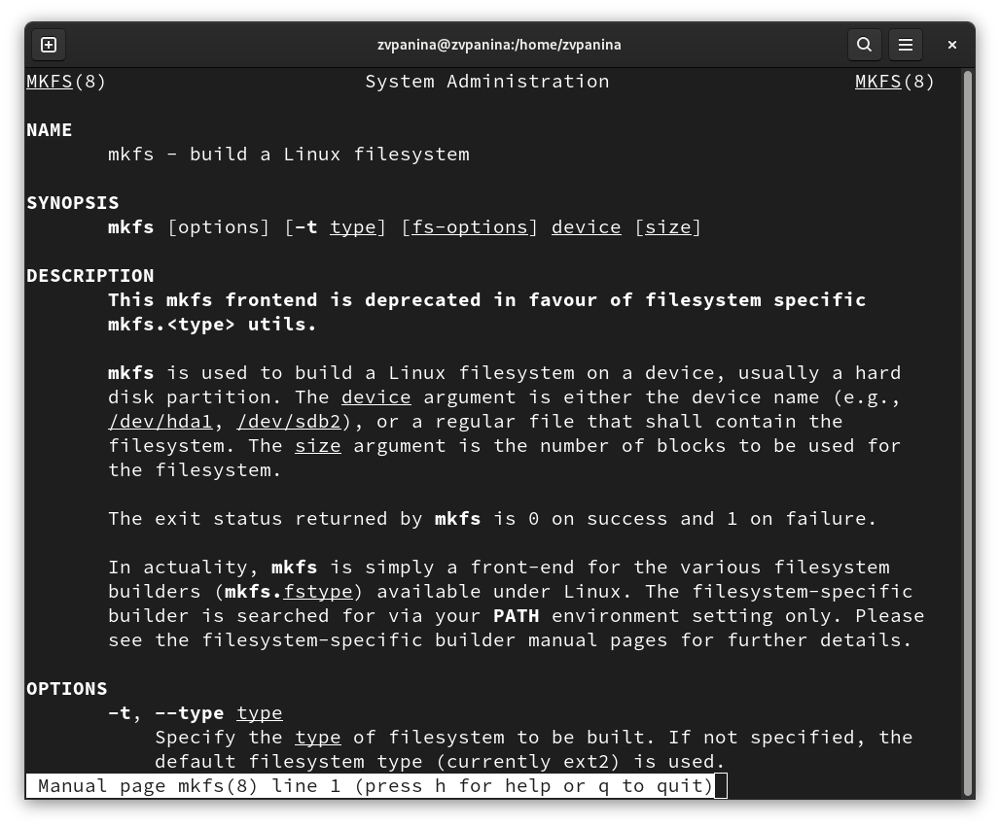 zvpanina@zvpanina:/home/zvpanina
MKFS(8) System Administration MKFS(8)
NAME
mkfs - build a Linux filesystem
SYNOPSIS
mkfs [options] [-t type] [fs-options] device [size]
DESCRIPTION
This mkfs frontend is deprecated in favour of filesystem specific
mkfs.<type> utils.
mkfs is used to build a Linux filesystem on a device, usually a hard
disk partition. The device argument is either the device name (e.g.,
/dev/hda1, /dev/sdb2), or a regular file that shall contain the
filesystem. The size argument is the number of blocks to be used for
the filesystem.
The exit status returned by mkfs is 0 on success and 1 on failure.
In actuality, mkfs is simply a front-end for the various filesystem
builders (mkfs.fstype) available under Linux. The filesystem-specific
builder is searched for via your PATH environment setting only. Please
see the filesystem-specific builder manual pages for further details.
OPTIONS
-t, --type type
Specify the type of filesystem to be built. If not specified, the
default filesystem type (currently ext2) is used.
Manual page mkfs(8) line 1 (press h for help or q to quit)